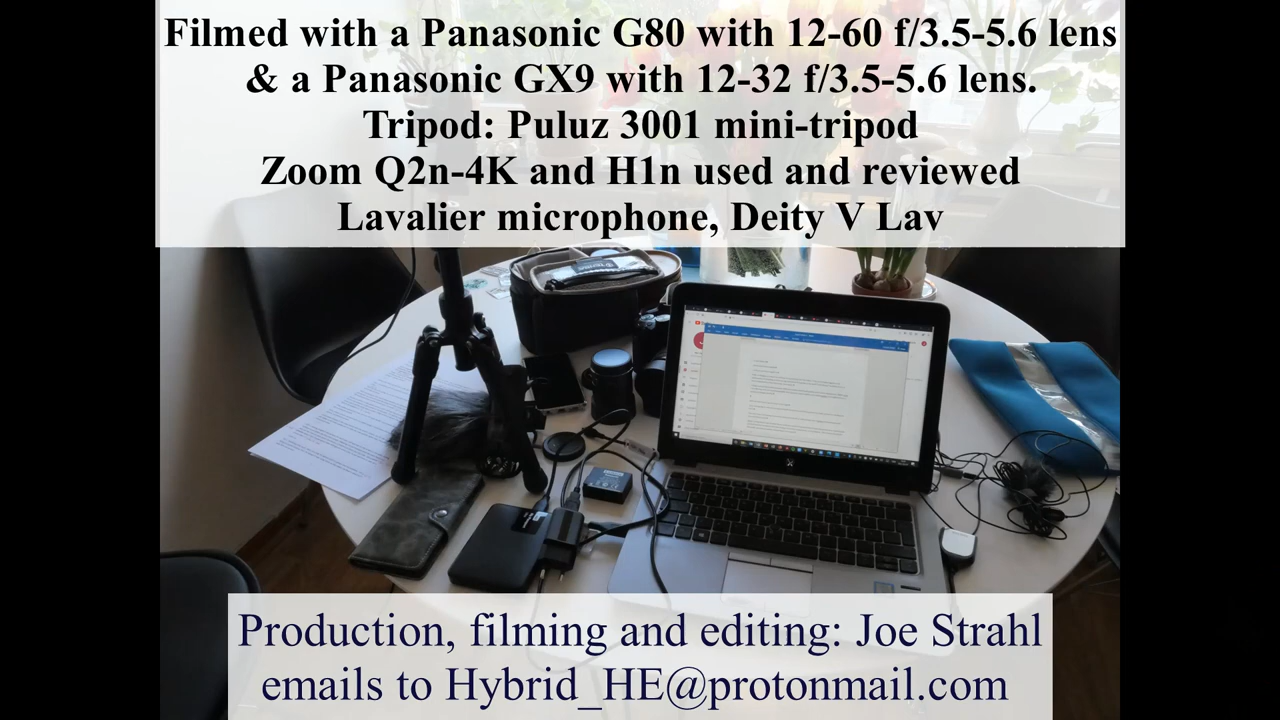 Filmed with a Panasonic G80 with 12-60 f/3.5-5.6 lens
& a Panasonic GX9 with 12-32 f/3.5-5.6 lens.
Tripod: Puluz 3001 mini-tripod
Zoom Q2n-4K and H1n used and reviewed
Lavalier microphone, Deity V Lav
Production, filming and editing: Joe Strahl
emails to Hybrid_HE@protonmail.com